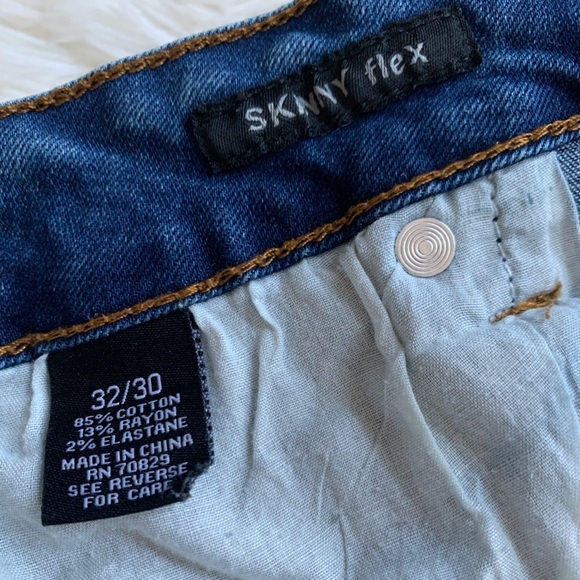 SKNNY flex
32/30
85% COTTON
13% RAYON
2% ELASTANE
MADE IN CHINA
RN 70829
SEE REVERSE
FOR CARE